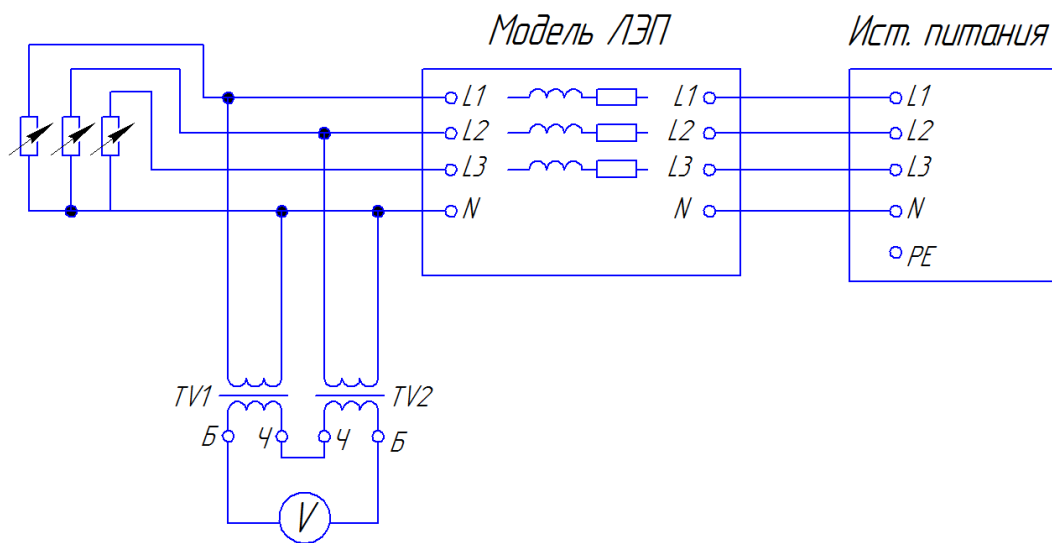 Модель ЛЭП
Ист. питания
L1 L1 L1
L2 L2 L2
L3 L3 L3
N N N
PE
TV1 TV2
Б Ч Ч Б
V